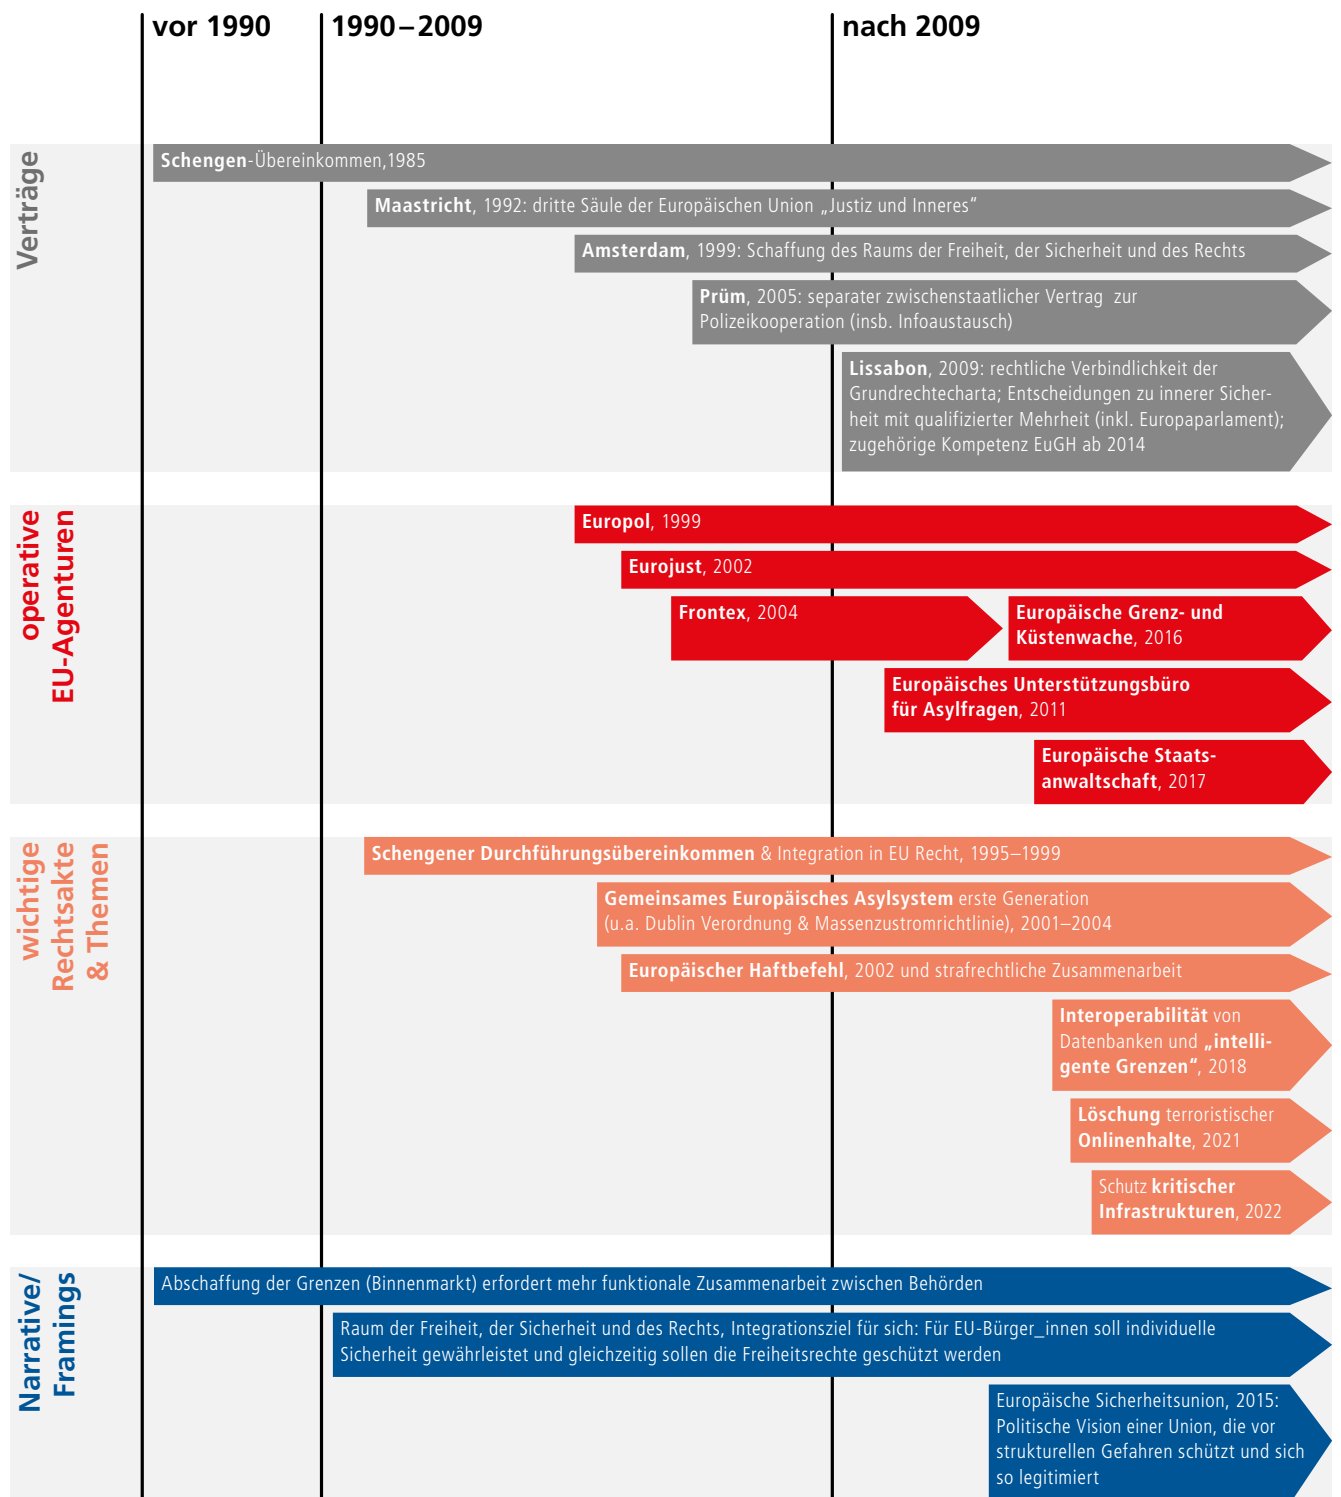 vor 1990
1990–2009
nach 2009
Verträge
Schengen-Übereinkommen,1985
Maastricht, 1992: dritte Säule der Europäischen Union „Justiz und Inneres“
Amsterdam, 1999: Schaffung des Raums der Freiheit, der Sicherheit und des Rechts
Prüm, 2005: separater zwischenstaatlicher Vertrag zur
Polizeikooperation (insb. Infoaustausch)
Lissabon, 2009: rechtliche Verbindlichkeit der
Grundrechtecharta; Entscheidungen zu innerer Sicher-
heit mit qualifizierter Mehrheit (inkl. Europaparlament);
zugehörige Kompetenz EuGH ab 2014
operative
EU-Agenturen
Europol, 1999
Eurojust, 2002
Frontex, 2004
Europäische Grenz- und
Küstenwache, 2016
Europäisches Unterstützungsbüro
für Asylfragen, 2011
Europäische Staats-
anwaltschaft, 2017
wichtige
Rechtsakte
& Themen
Schengener Durchführungsübereinkommen & Integration in EU Recht, 1995–1999
Gemeinsames Europäisches Asylsystem erste Generation
(u.a. Dublin Verordnung & Massenzustromrichtlinie), 2001–2004
Europäischer Haftbefehl, 2002 und strafrechtliche Zusammenarbeit
Interoperabilität von
Datenbanken und „intelli-
gente Grenzen“, 2018
Löschung terroristischer
Onlinenhalte, 2021
Schutz kritischer
Infrastrukturen, 2022
Narrative/
Framings
Abschaffung der Grenzen (Binnenmarkt) erfordert mehr funktionale Zusammenarbeit zwischen Behörden
Raum der Freiheit, der Sicherheit und des Rechts, Integrationsziel für sich: Für EU-Bürger_innen soll individuelle
Sicherheit gewährleistet und gleichzeitig sollen die Freiheitsrechte geschützt werden
Europäische Sicherheitsunion, 2015:
Politische Vision einer Union, die vor
strukturellen Gefahren schützt und sich
so legitimiert